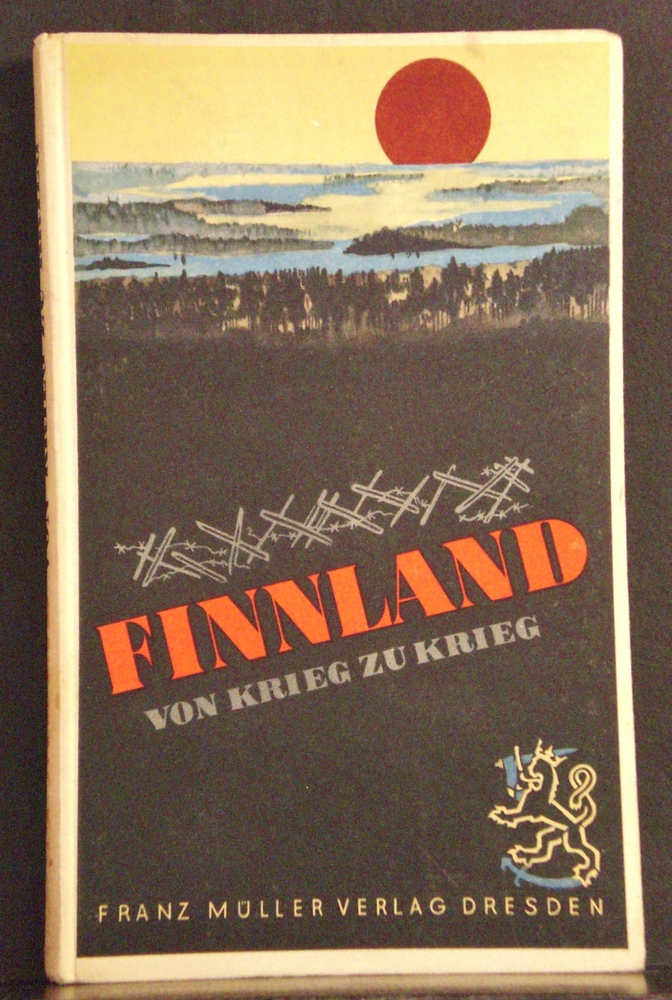 FINNLAND
VON KRIEG ZU KRIEG
FRANZ MÜLLER VERLAG DRESDEN